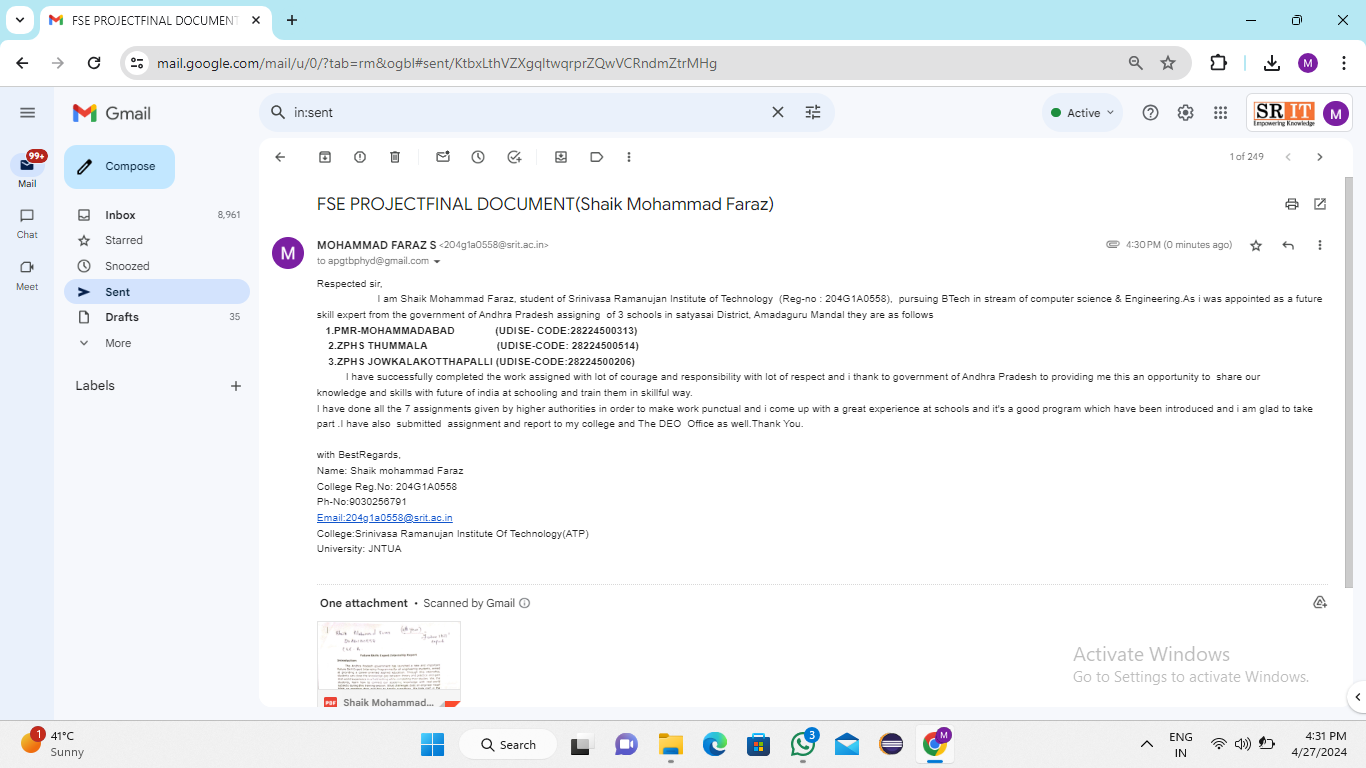 FSE PROJECTFINAL DOCUMENT
mail.google.com/mail/u/0/?tab=rm&ogbl#sent/KtbxLthVZXgqltwqrprZQwVCRndmZtrMHg
M
Gmail
in:sent
Active
SR IT
Empowering Knowledge
M
99+
Mail
Chat
Meet
Compose
Inbox 8,961
Starred
Snoozed
Sent
Drafts 35
More
Labels
1 of 249
FSE PROJECTFINAL DOCUMENT(Shaik Mohammad Faraz)
M
MOHAMMAD FARAZ S <204g1a0558@srit.ac.in>
4:30 PM (0 minutes ago)
to apgtbphyd@gmail.com
Respected sir,
I am Shaik Mohammad Faraz, student of Srinivasa Ramanujan Institute of Technology (Reg-no : 204G1A0558), pursuing BTech in stream of computer science & Engineering.As i was appointed as a future
skill expert from the government of Andhra Pradesh assigning of 3 schools in satyasai District, Amadaguru Mandal they are as follows
1.PMR-MOHAMMADABAD (UDISE- CODE:28224500313)
2.ZPHS THUMMALA (UDISE-CODE: 28224500514)
3.ZPHS JOWKALAKOTTHAPALLI (UDISE-CODE:28224500206)
I have successfully completed the work assigned with lot of courage and responsibility with lot of respect and i thank to government of Andhra Pradesh to providing me this an opportunity to share our
knowledge and skills with future of india at schooling and train them in skillful way.
I have done all the 7 assignments given by higher authorities in order to make work punctual and i come up with a great experience at schools and it's a good program which have been introduced and i am glad to take
part .I have also submitted assignment and report to my college and The DEO Office as well.Thank You.
with BestRegards,
Name: Shaik mohammad Faraz
College Reg.No: 204G1A0558
Ph-No:9030256791
Email:204g1a0558@srit.ac.in
College:Srinivasa Ramanujan Institute Of Technology(ATP)
University: JNTUA
One attachment • Scanned by Gmail
PDF Shaik Mohammad...
Activate Windows
Go to Settings to activate Windows.
1
41°C
Sunny
Search
3
M
ENG
IN
4:31 PM
4/27/2024